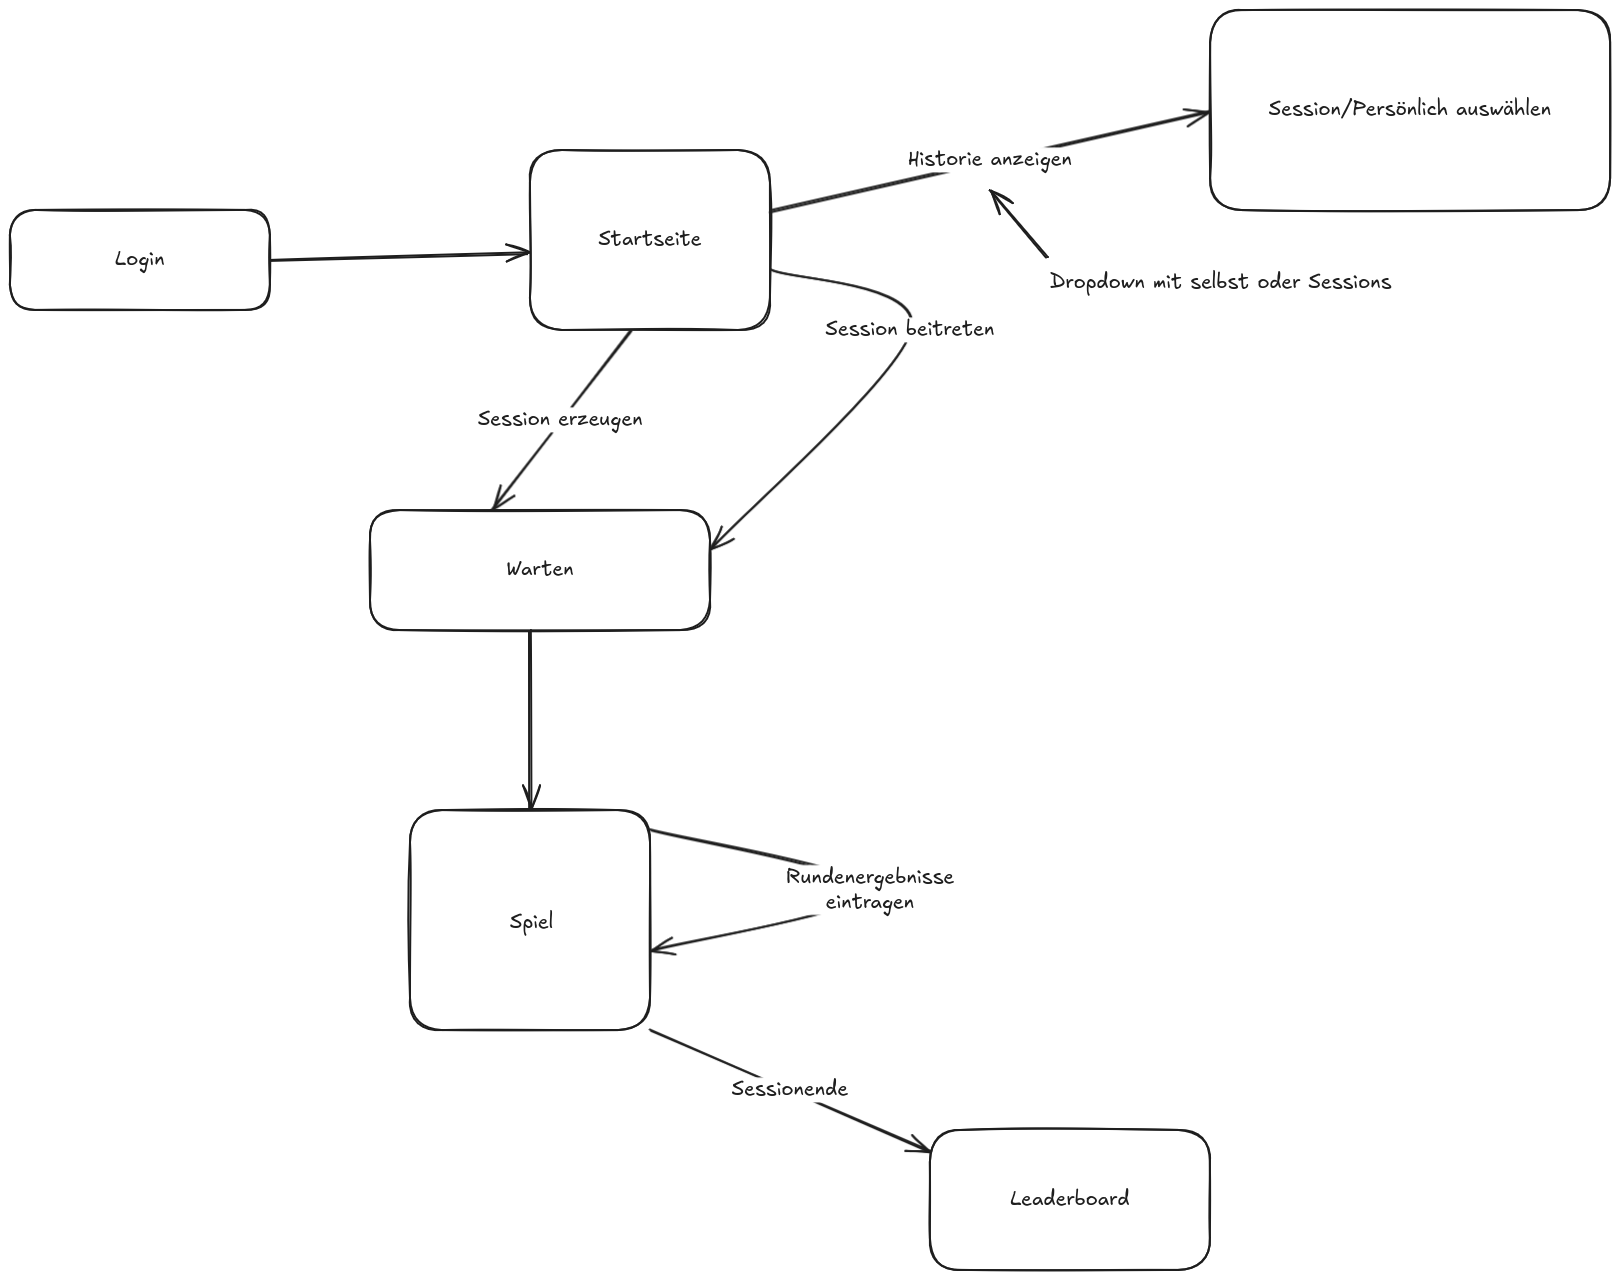 Session/Persönlich auswählen
Historie anzeigen
Startseite
Login
Dropdown mit selbst oder Sessions
Session beitreten
Session erzeugen
Warten
Rundenergebnisse
eintragen
Spiel
Sessionende
Leaderboard